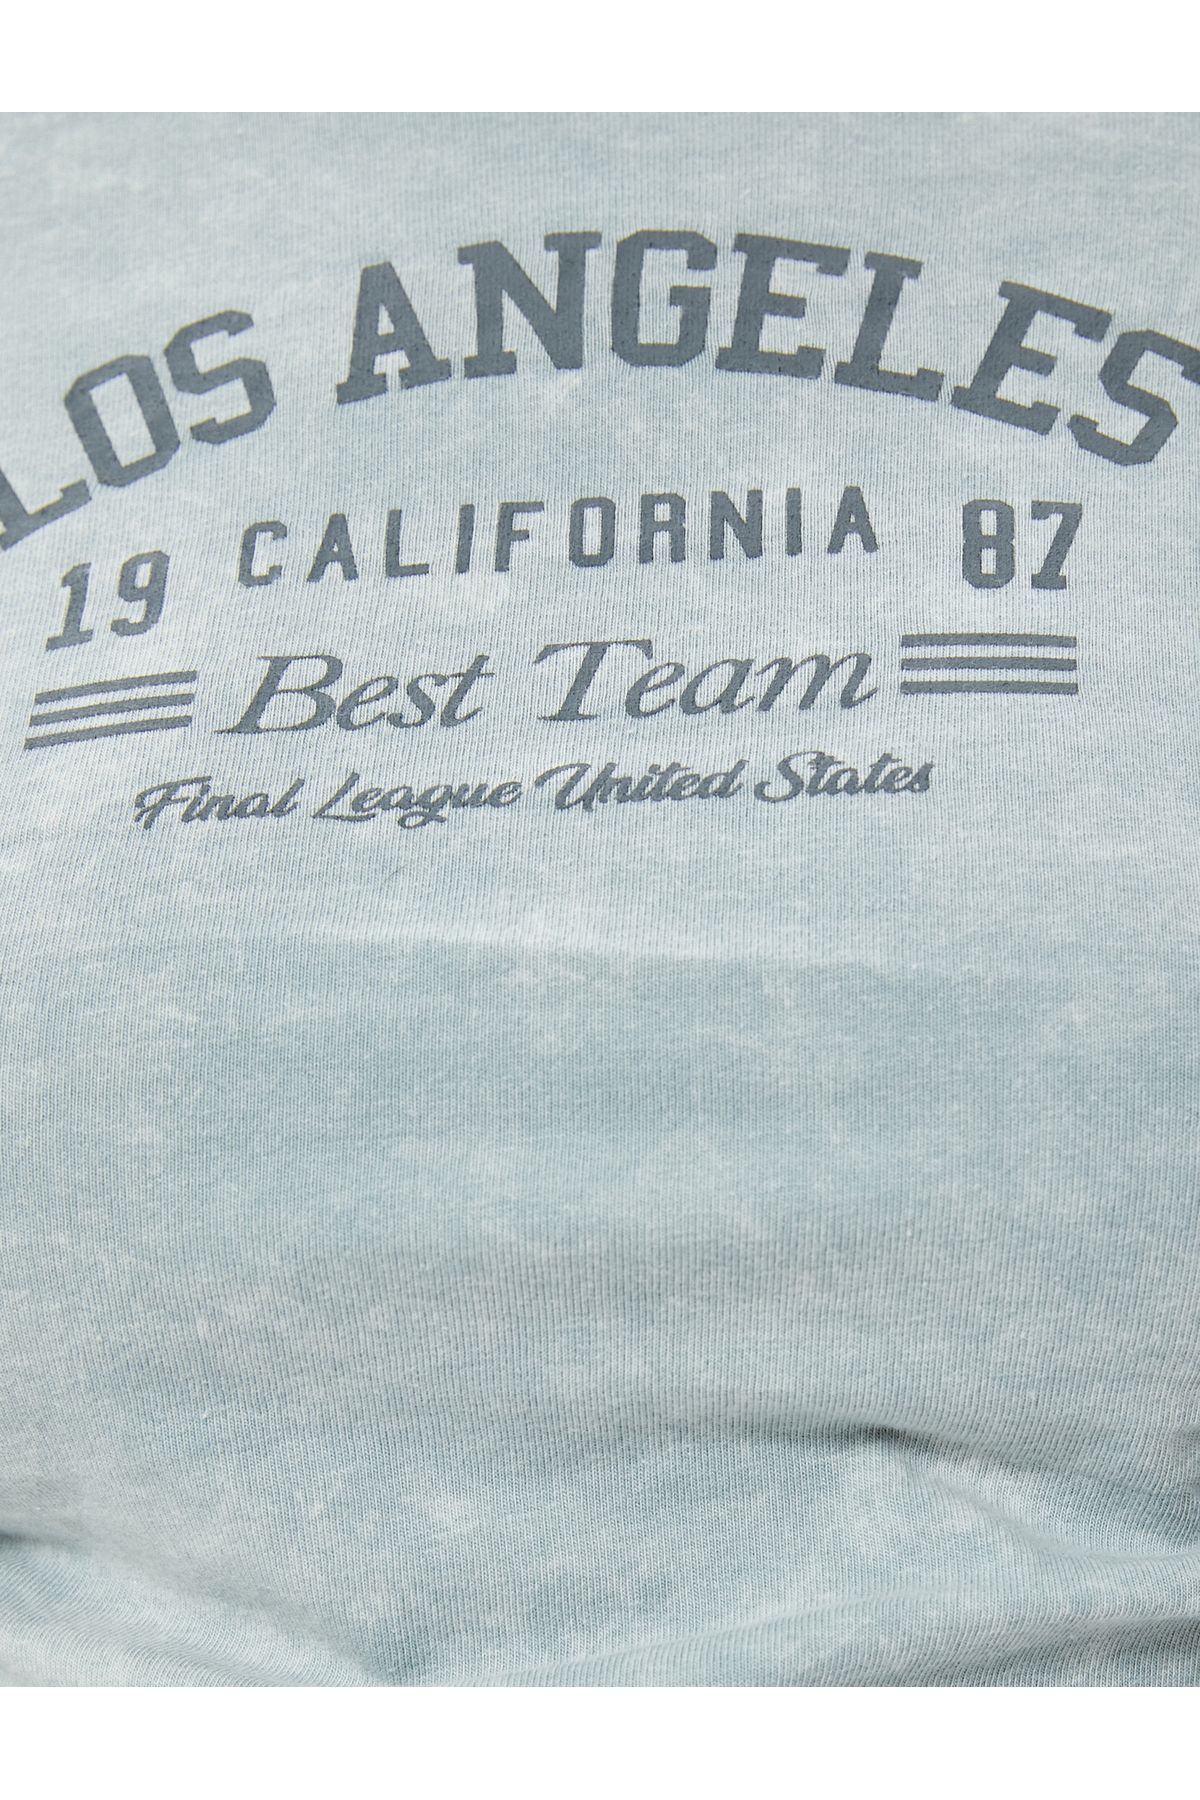 LOS ANGELES
19 CALIFORNIA 87
Best Team
Final League United States